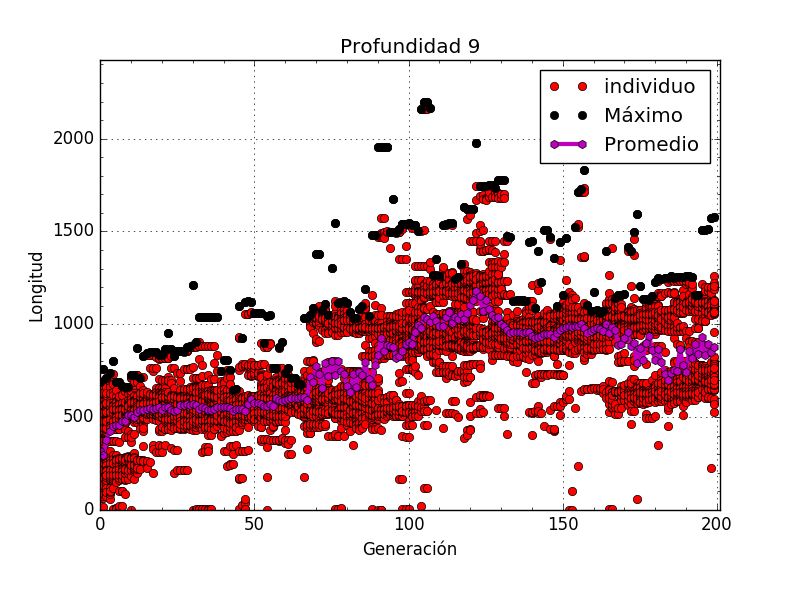 Profundidad 9
individuo
Máximo
Promedio
Longitud
2000
1500
1000
500
0
0 50 100 150 200
Generación